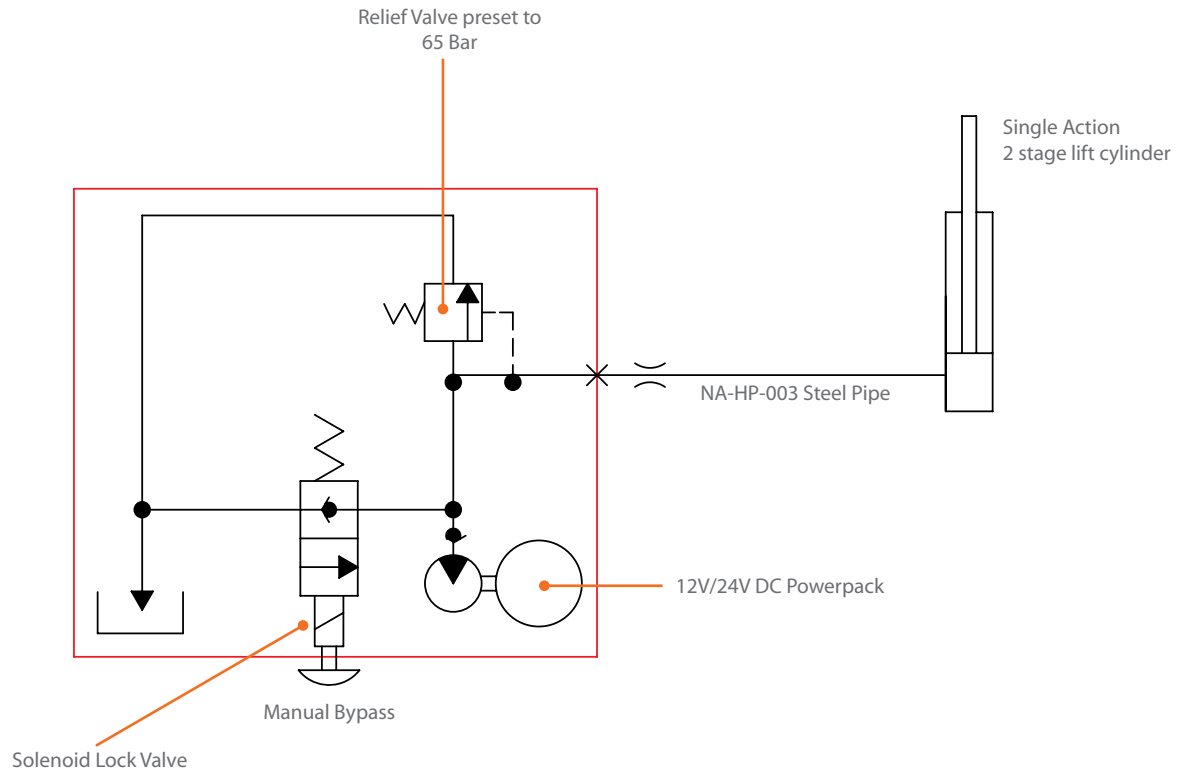 Relief Valve preset to
65 Bar
Single Action
2 stage lift cylinder
NA-HP-003 Steel Pipe
12V/24V DC Powerpack
Manual Bypass
Solenoid Lock Valve